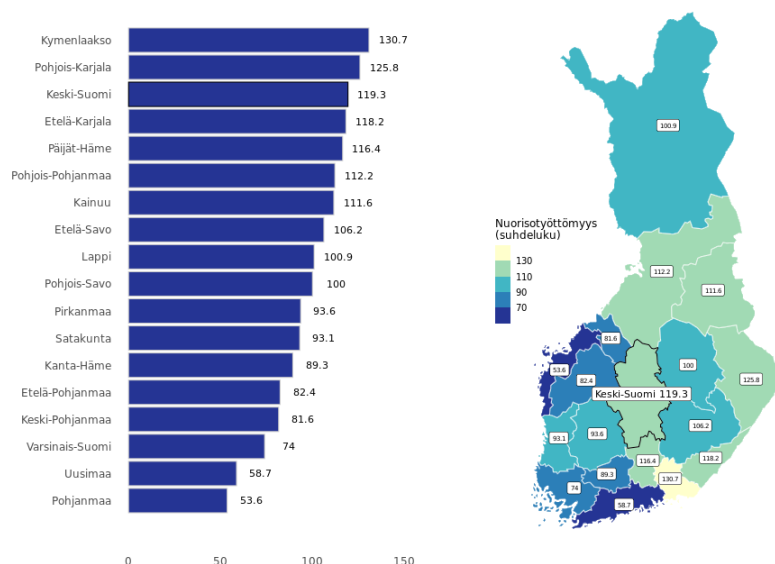 Kymenlaakso 130.7
Pohjois-Karjala 125.8
Keski-Suomi 119.3
Etelä-Karjala 118.2
Päijät-Häme 116.4
Pohjois-Pohjanmaa 112.2
Kainuu 111.6
Etelä-Savo 106.2
Lappi 100.9
Pohjois-Savo 100
Pirkanmaa 93.6
Satakunta 93.1
Kanta-Häme 89.3
Etelä-Pohjanmaa 82.4
Keski-Pohjanmaa 81.6
Varsinais-Suomi 74
Uusimaa 58.7
Pohjanmaa 53.6
0 50 100 150
Nuorisotyöttömyys
(suhdeluku)
130
110
90
70
100.9
112.2
111.6
81.6
53.6
82.4
100
125.8
Keski-Suomi 119.3
106.2
93.1
93.6
118.2
116.4
89.3
130.7
74
58.7